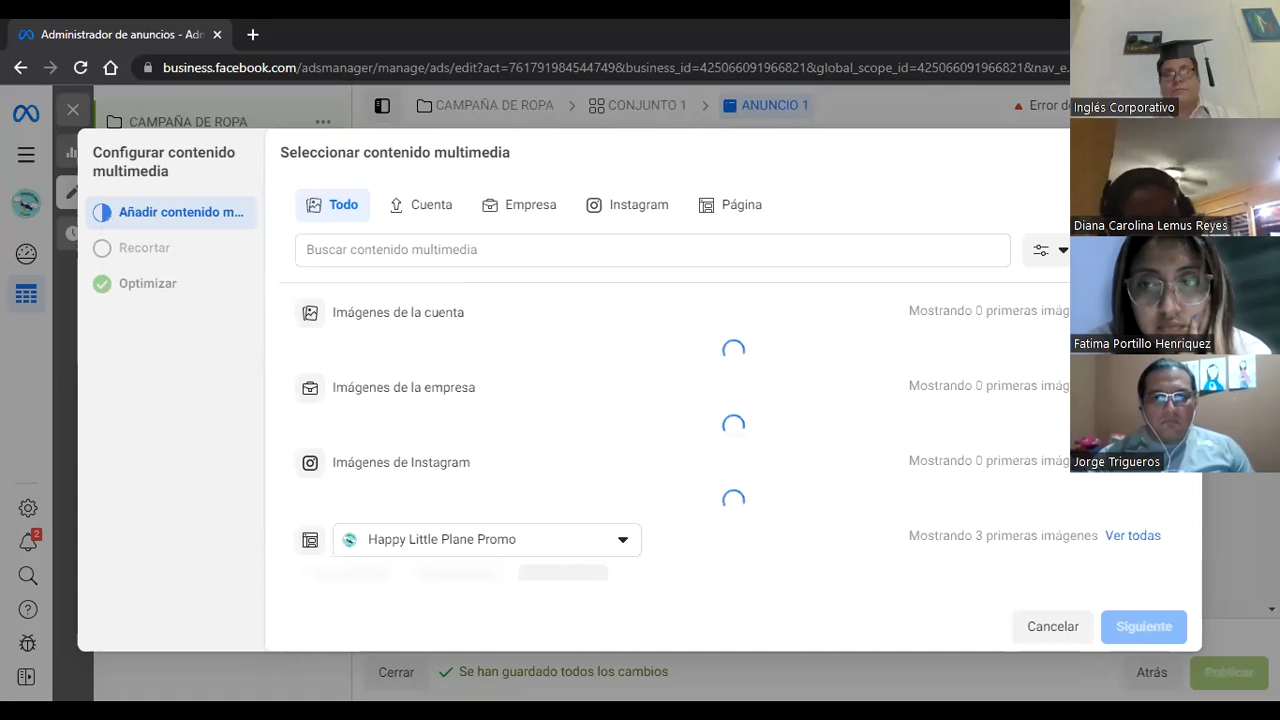 Administrador de anuncios - Adn
business.facebook.com/adsmanager/manage/ads/edit?act=761791984544749&business_id=425066091966821&global_scope_id=425066091966821&nav_e...
CAMPAÑA DE ROPA
CAMPAÑA DE ROPA
CONJUNTO 1
ANUNCIO 1
Error de
Configurar contenido
multimedia
Añadir contenido m...
Recortar
Optimizar
Seleccionar contenido multimedia
Todo
Cuenta
Empresa
Instagram
Página
Buscar contenido multimedia
Imágenes de la cuenta
Mostrando 0 primeras imág
Imágenes de la empresa
Mostrando 0 primeras imág
Imágenes de Instagram
Mostrando 0 primeras imág
Happy Little Plane Promo
Mostrando 3 primeras imágenes Ver todas
Cancelar
Siguiente
Cerrar
Se han guardado todos los cambios
Atrás
Publicar
2
Inglés Corporativo
Diana Carolina Lemus Reyes
Fatima Portillo Henriquez
Jorge Trigueros